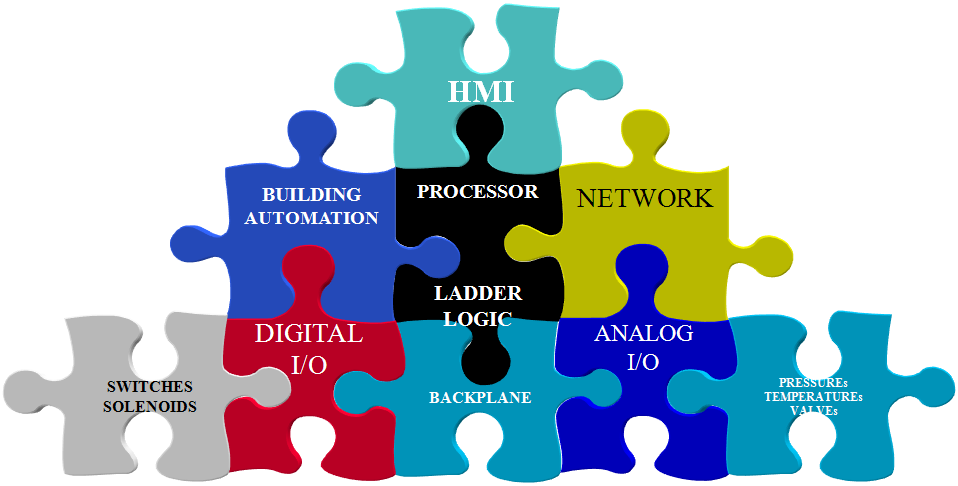 HMI
BUILDING
AUTOMATION
PROCESSOR
NETWORK
LADDER
LOGIC
DIGITAL
I/O
ANALOG
I/O
SWITCHES
SOLENOIDS
BACKPLANE
PRESSUREs
TEMPERATUREs
VALVEs